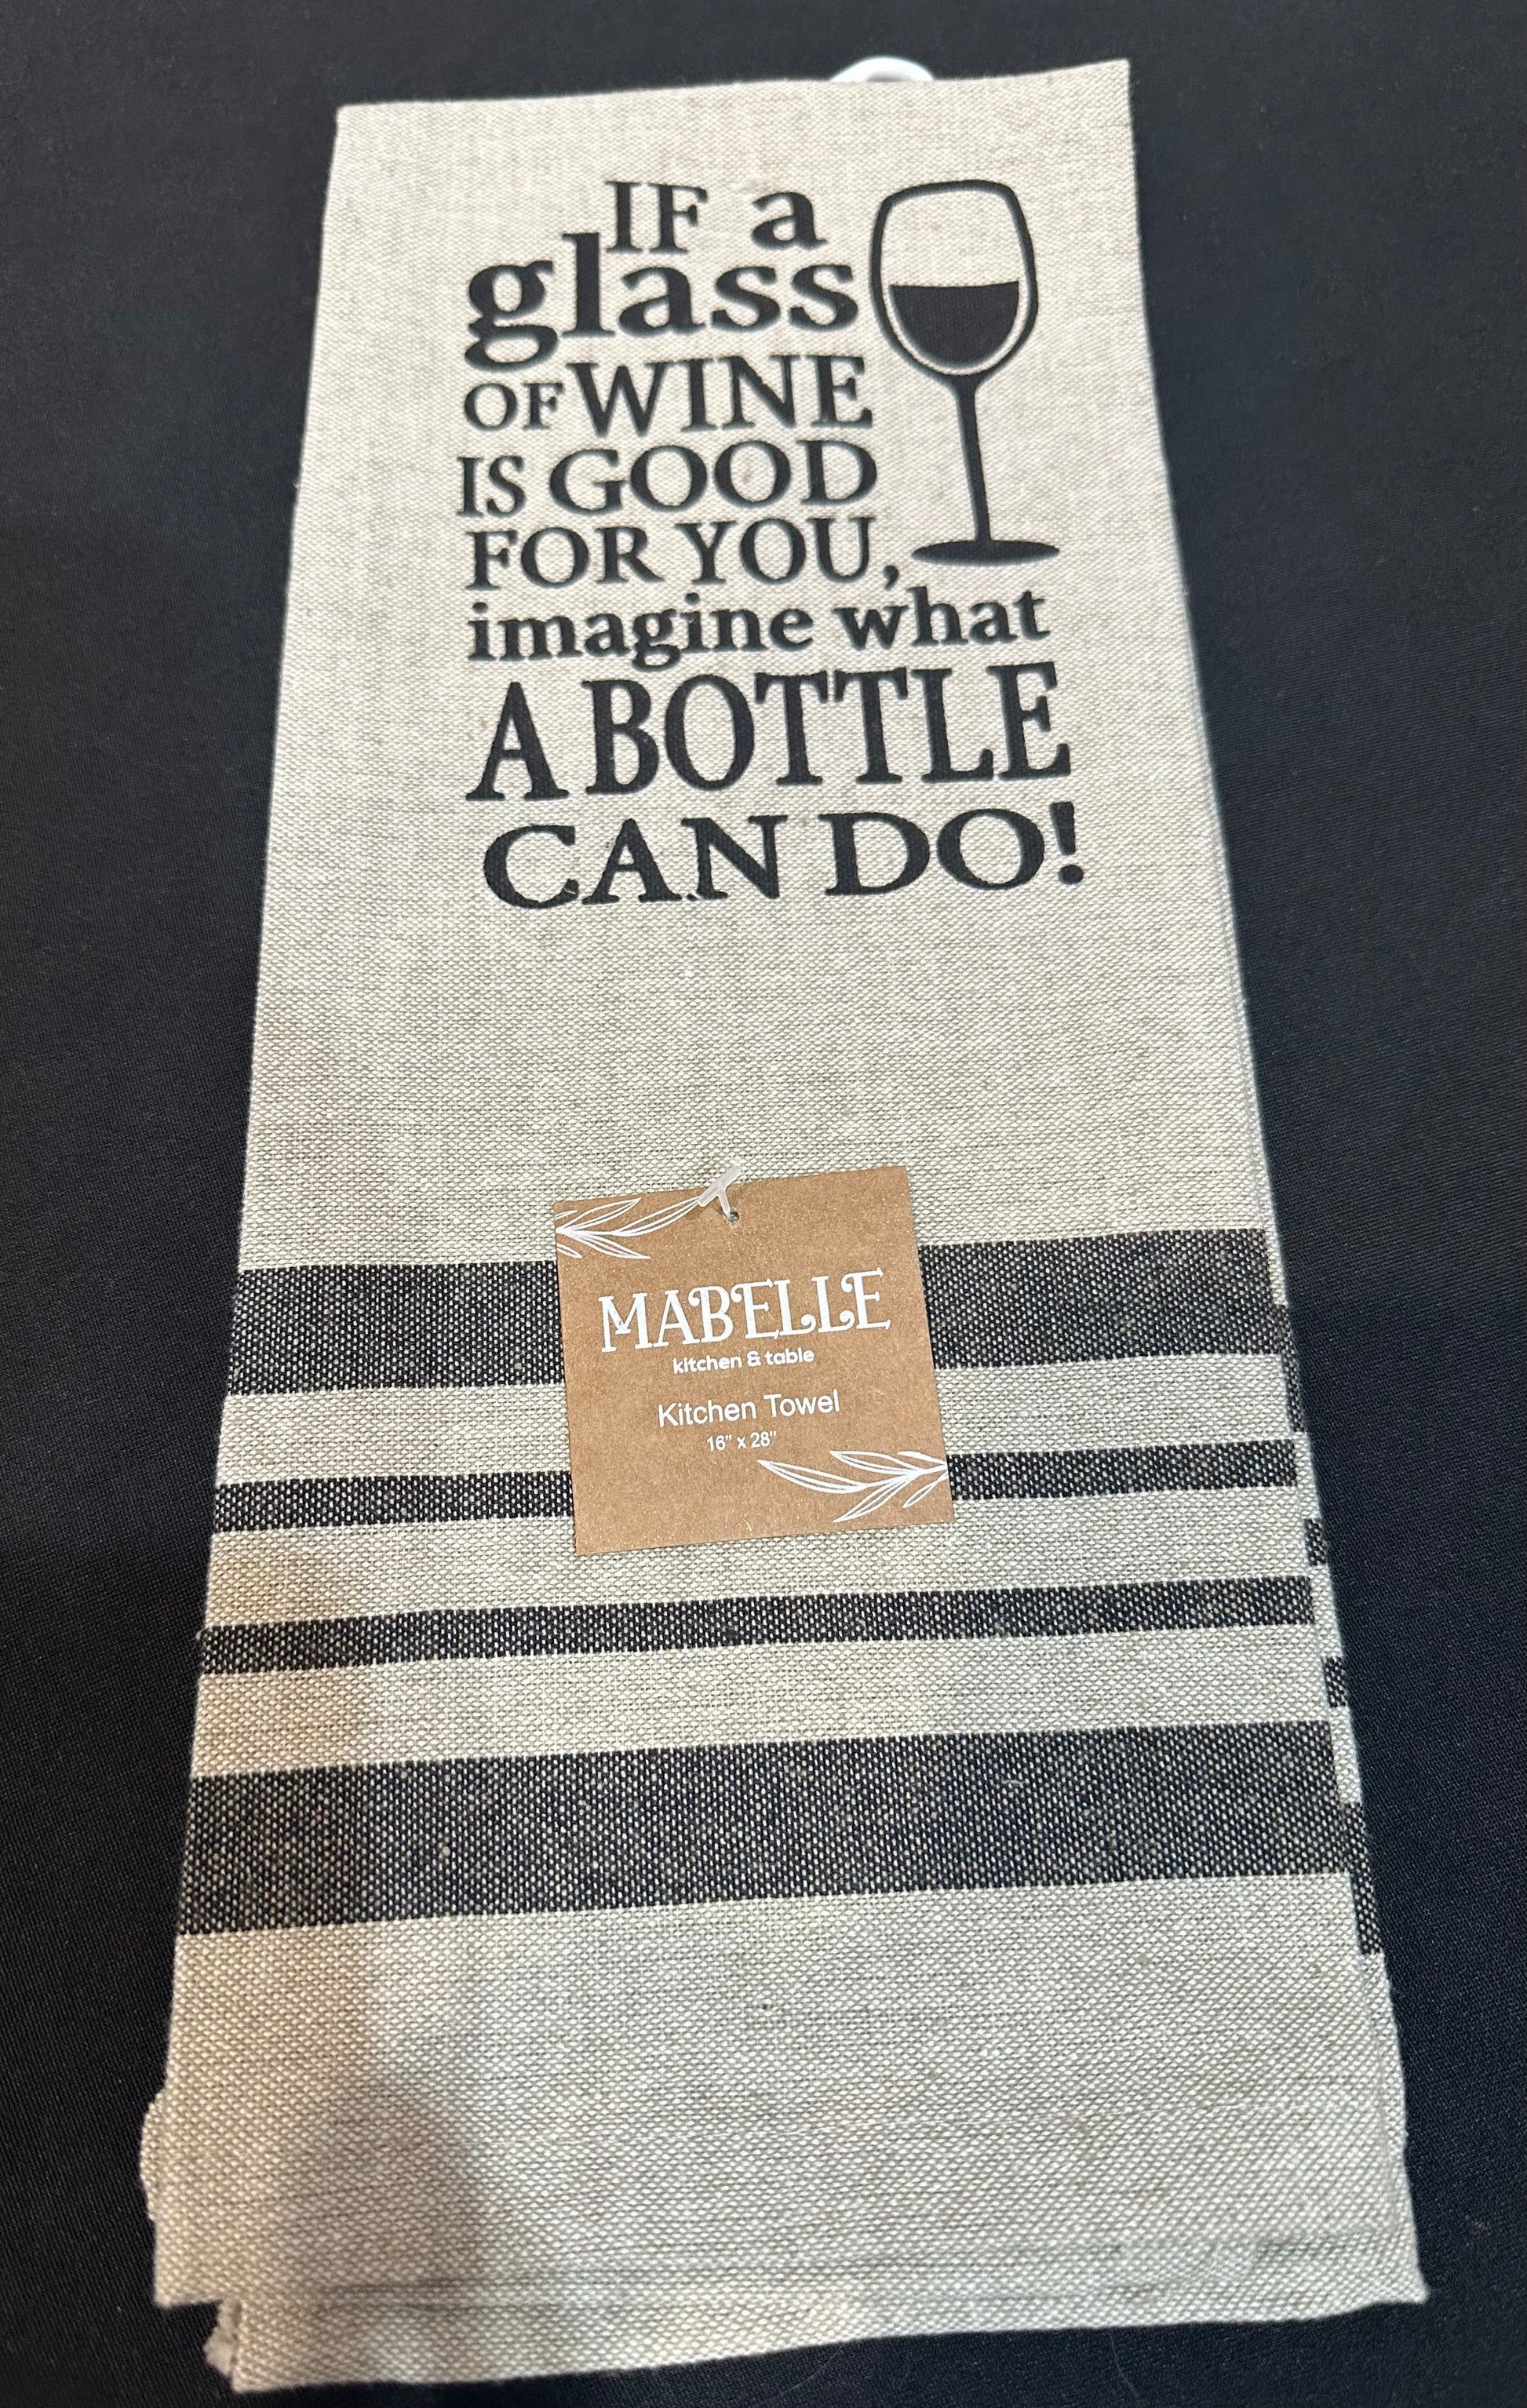 IF a
glass
OF WINE
IS GOOD
FOR YOU,
imagine what
A BOTTLE
CAN DO!
MABELLE
kitchen & table
Kitchen Towel
16" x 28"